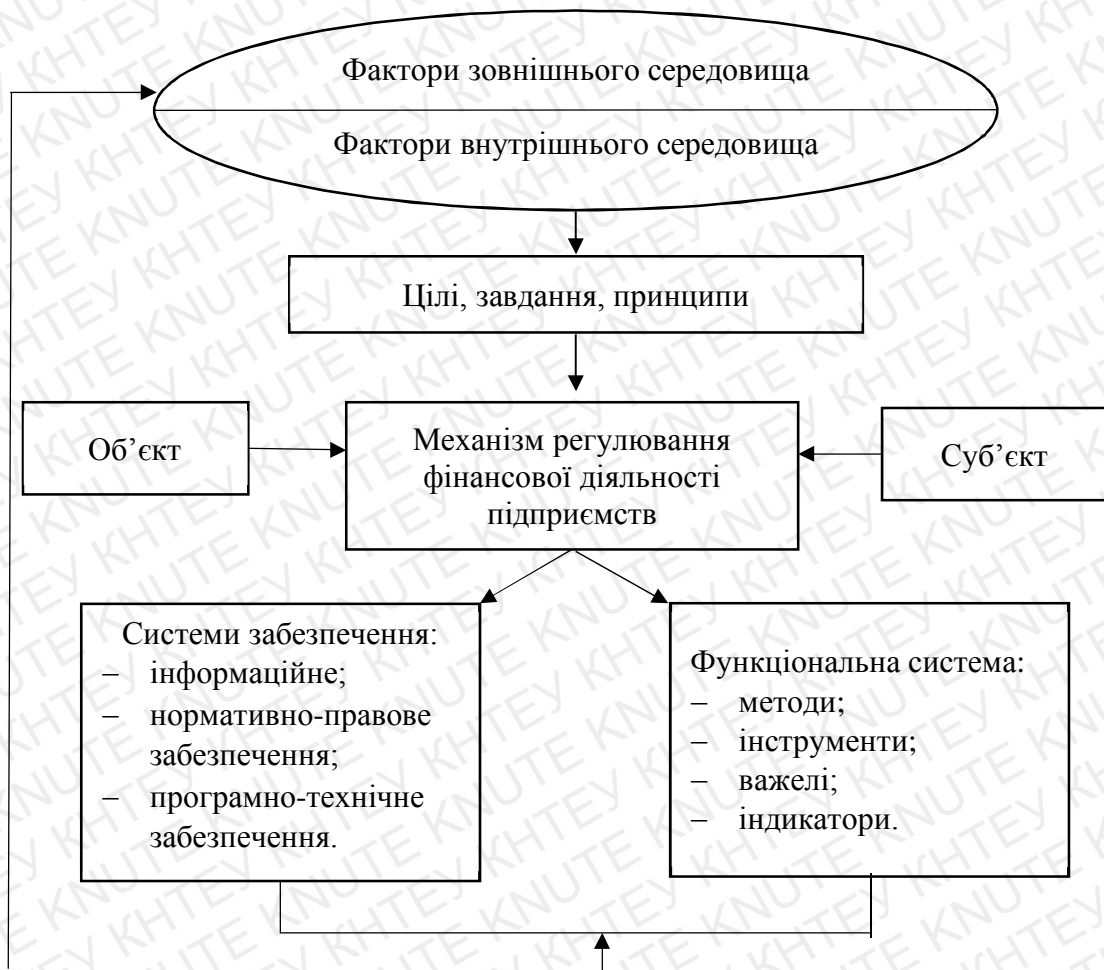 Фактори зовнішнього середовища
Фактори внутрішнього середовища
Цілі, завдання, принципи
Об’єкт
Механізм регулювання
фінансової діяльності
підприємств
Суб’єкт
Системи забезпечення:
– інформаційне;
– нормативно-правове
забезпечення;
– програмно-технічне
забезпечення.
Функціональна система:
– методи;
– інструменти;
– важелі;
– індикатори.